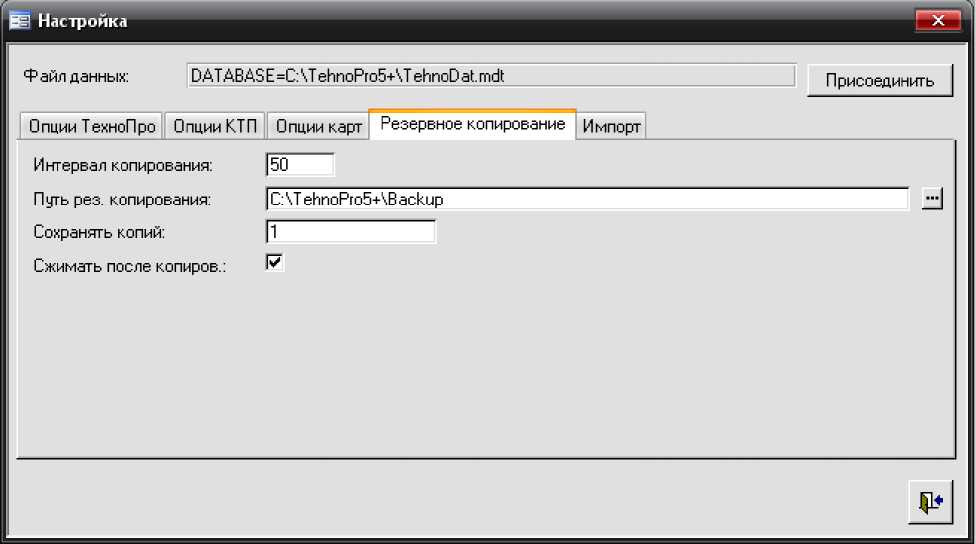 Настройка
Файл данных: DATABASE=C:\TehnoPro5+\TehnoDat.mdt Присоединить
Опции ТехноПро Опции КТП Опции карт Резервное копирование Импорт
Интервал копирования: 50
Путь рез. копирования: C:\TehnoPro5+\Backup ...
Сохранять копий: 1
Сжимать после копиров.: